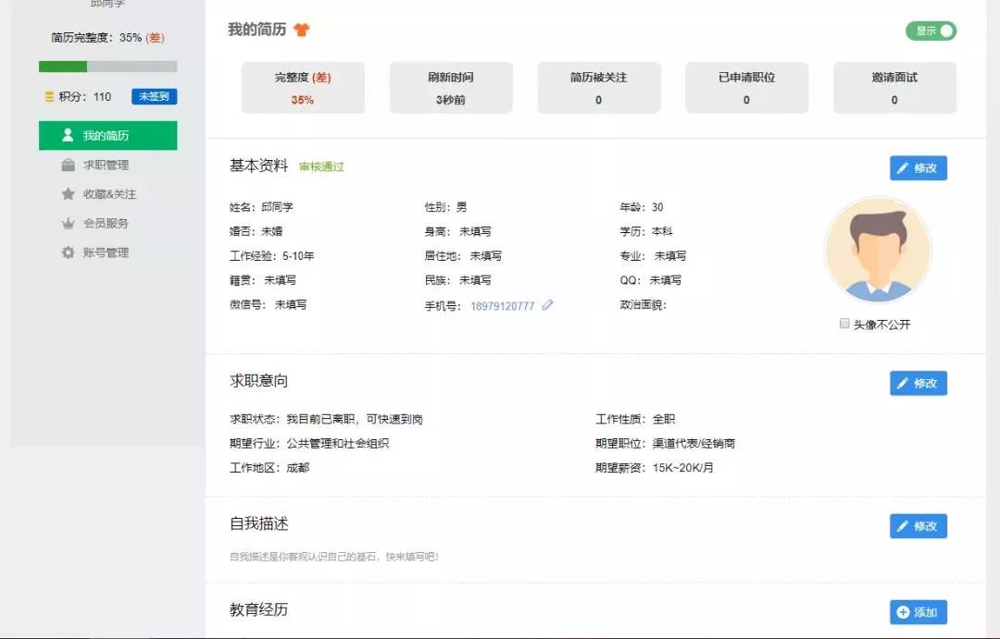 邱同学
简历完整度：35% (差)
积分：110 未签到
我的简历
求职管理
收藏&关注
会员服务
账号管理
我的简历 显示
完整度 (差) 刷新时间 简历被关注 已申请职位 邀请面试
35% 3秒前 0 0 0
基本资料 审核通过 修改
姓名：邱同学 性别：男 年龄：30
婚否：未婚 身高： 未填写 学历：本科
工作经验：5-10年 居住地： 未填写 专业： 未填写
籍贯： 未填写 民族： 未填写 QQ： 未填写
微信号： 未填写 手机号： 18979120777 政治面貌：
头像不公开
求职意向 修改
求职状态：我目前已离职，可快速到岗 工作性质：全职
期望行业：公共管理和社会组织 期望职位：渠道代表/经销商
工作地区：成都 期望薪资：15K~20K/月
自我描述 修改
自我描述是你客观认识自己的基石，快来填写吧!
教育经历 添加